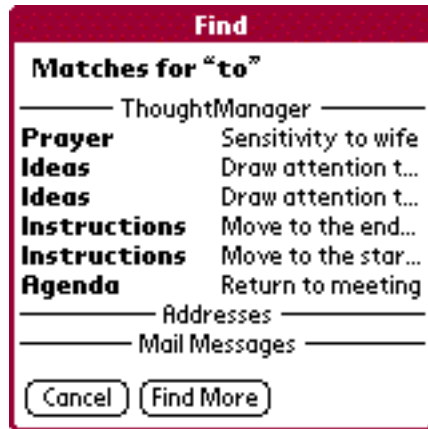 Find
Matches for “to”
ThoughtManager
Prayer Sensitivity to wife
Ideas Draw attention t...
Ideas Draw attention t...
Instructions Move to the end...
Instructions Move to the star...
Agenda Return to meeting
Addresses
Mail Messages
Cancel Find More